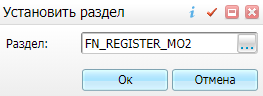 Установить раздел
Раздел: FN_REGISTER_MO2 ...
Ок Отмена